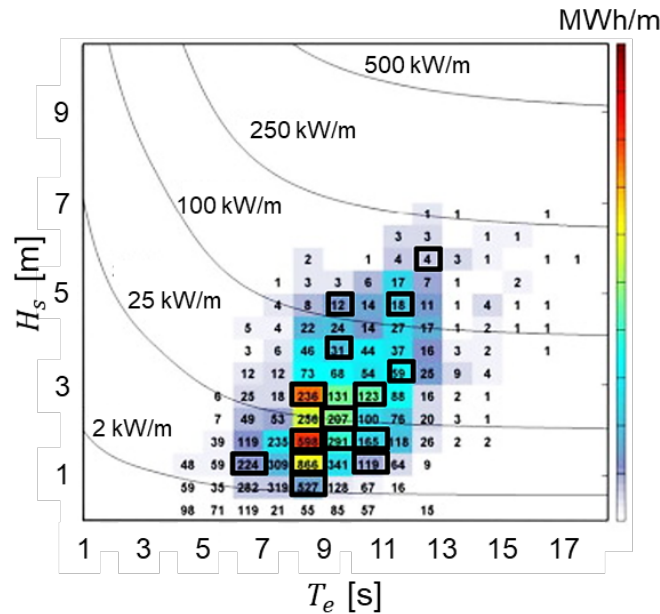 MWh/m
500 kW/m
9
250 kW/m
7
100 kW/m
1 1 1
3 3 1 1
2 1 4 4 3 1 1 1
1 3 3 6 17 7 1 2
5
25 kW/m
4 8 12 14 18 11 1 4 1
5 4 22 24 14 27 17 1 2 1 1
3 6 46 31 44 37 16 3 2 1
12 12 73 68 54 59 25 9 4
3
6 25 18 236 131 123 88 16 2 1
7 49 53 256 207 100 76 20 3 1
2 kW/m
39 119 235 598 291 165 118 26 2 2
1
48 59 224 309 866 341 119 64 9
59 35 282 319 527 128 67 16
98 71 119 21 55 85 57 15
H_s [m]
1 3 5 7 9 11 13 15 17
T_e [s]